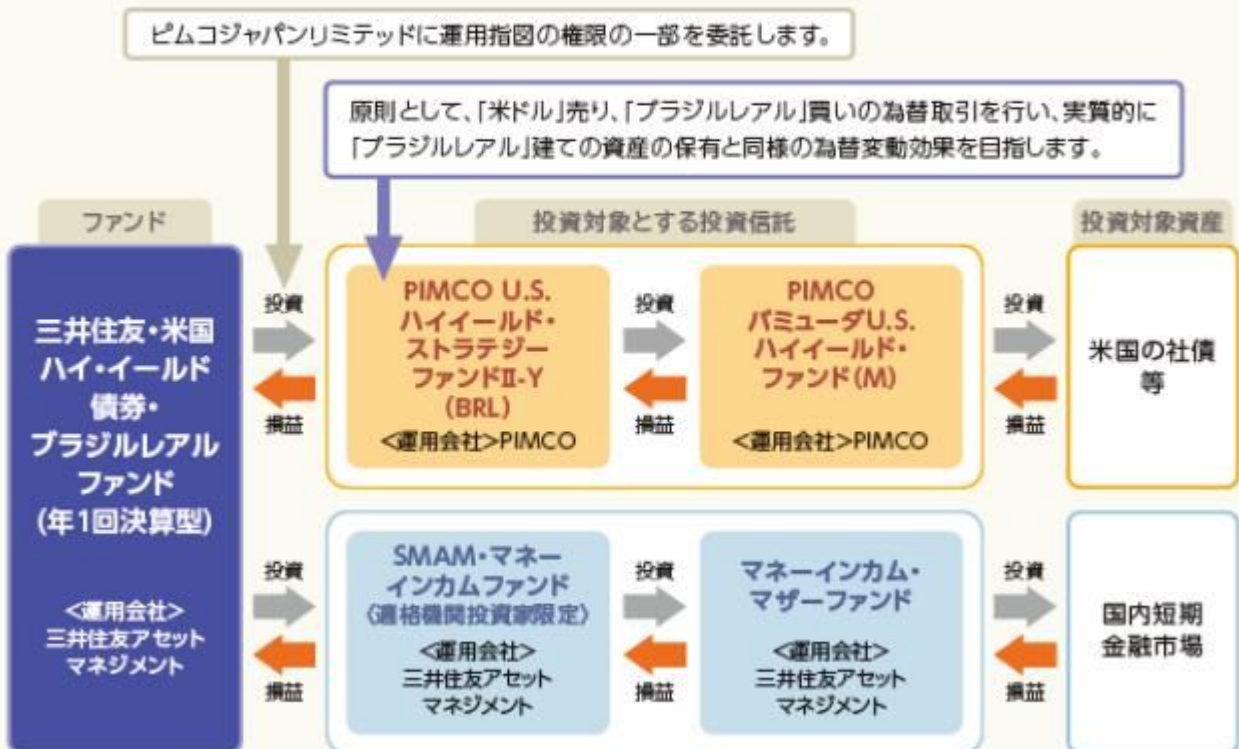 ピムコジャパンリミテッドに運用指図の権限の一部を委託します。
原則として、「米ドル」売り、「ブラジルレアル」買いの為替取引を行い、実質的に
「ブラジルレアル」建ての資産の保有と同様の為替変動効果を目指します。
ファンド
投資対象とする投資信託
投資対象資産
三井住友・米国
ハイ・イールド
債券・
ブラジルレアル
ファンド
(年1回決算型)
<運用会社>
三井住友アセット
マネジメント
投資
損益
PIMCO U.S.
ハイイールド・
ストラテジー
ファンドII-Y
(BRL)
<運用会社>PIMCO
投資
損益
PIMCO
バミューダU.S.
ハイイールド・
ファンド(M)
<運用会社>PIMCO
投資
損益
米国の社債
等
投資
損益
SMAM・マネー
インカムファンド
〈適格機関投資家限定〉
<運用会社>
三井住友アセット
マネジメント
投資
損益
マネーインカム・
マザーファンド
<運用会社>
三井住友アセット
マネジメント
投資
損益
国内短期
金融市場